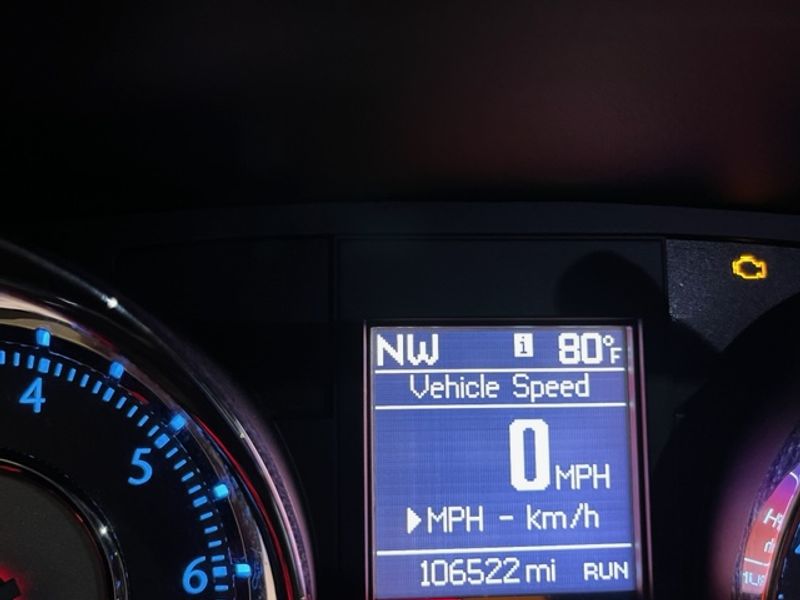 NW i 80°F
Vehicle Speed
0 MPH
▶MPH - km/h
106522 mi RUN
4
5
6